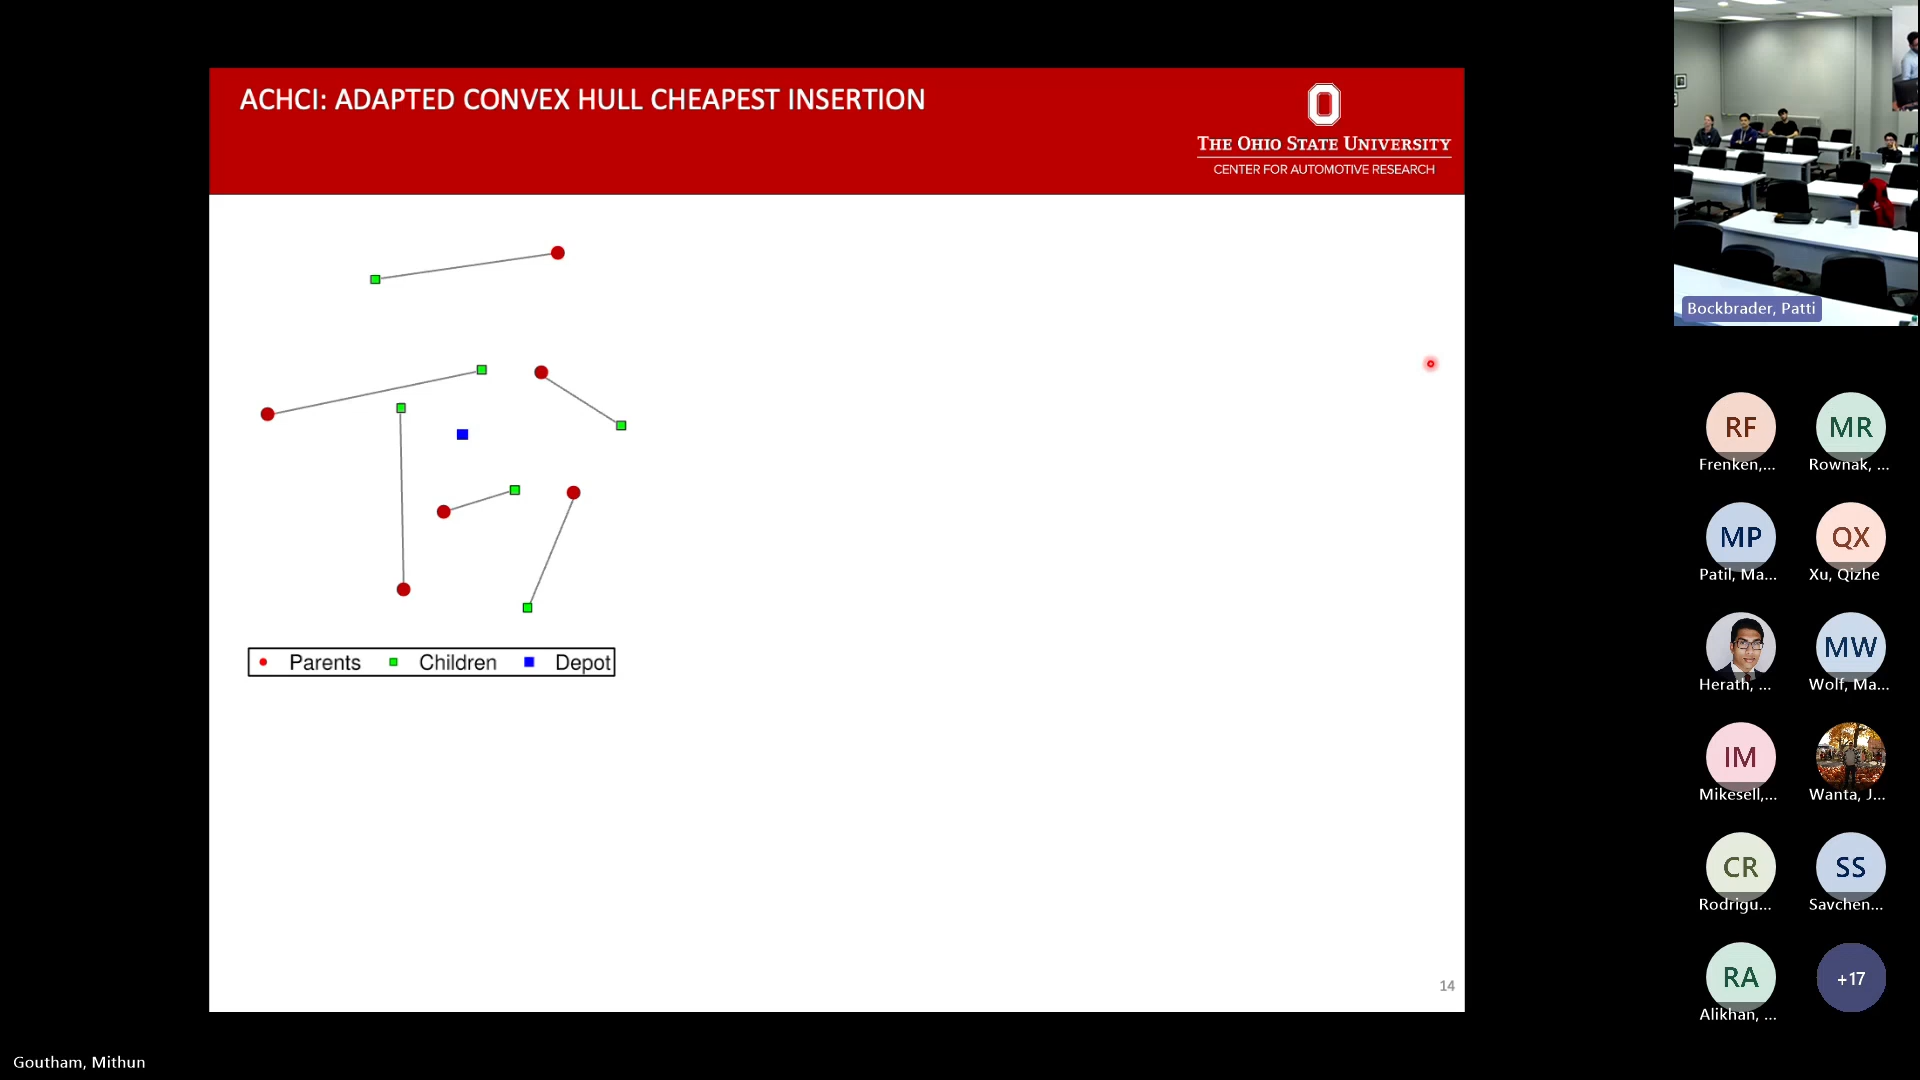 ACHCI: ADAPTED CONVEX HULL CHEAPEST INSERTION
THE OHIO STATE UNIVERSITY
CENTER FOR AUTOMOTIVE RESEARCH
Parents Children Depot
14
Bockbrader, Patti
RF MR
Frenken,... Rownak, ...
MP QX
Patil, Ma... Xu, Qizhe
MW
Herath, ... Wolf, Ma...
IM
Mikesell,... Wanta, J...
CR SS
Rodrigu... Savchen...
RA +17
Alikhan, ...
Goutham, Mithun